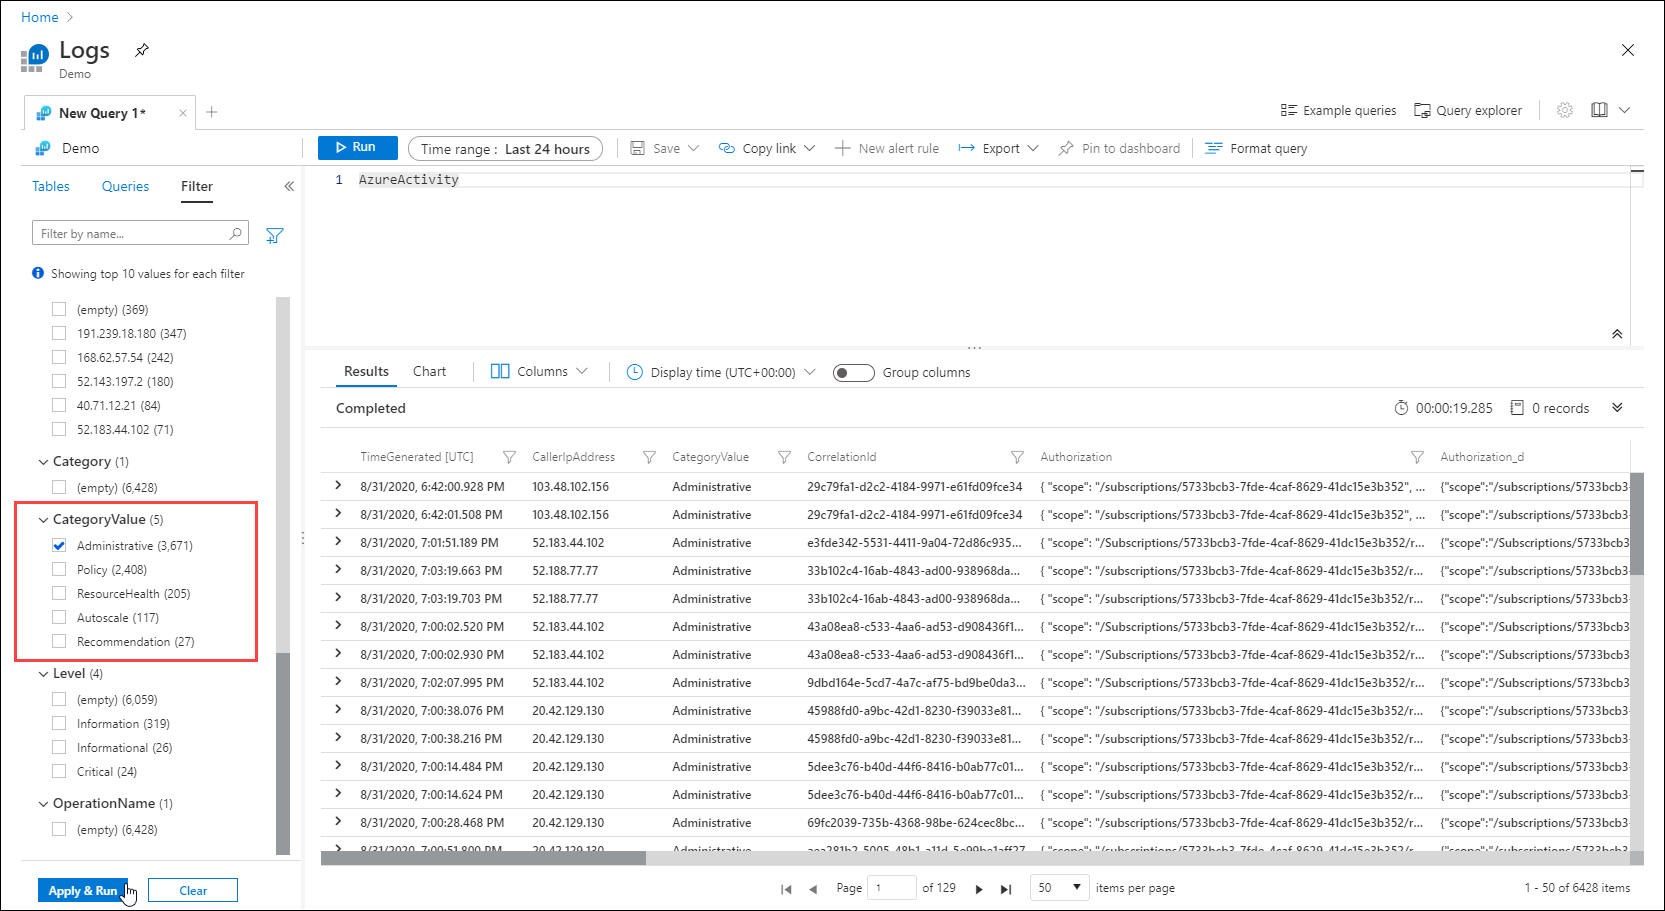 Home
Logs
Demo
New Query 1*
Example queries
Query explorer
Demo
Run
Time range : Last 24 hours
Save
Copy link
New alert rule
Export
Pin to dashboard
Format query
Tables
Queries
Filter
1 AzureActivity
Filter by name...
Showing top 10 values for each filter
(empty) (369)
191.239.18.180 (347)
168.62.57.54 (242)
52.143.197.2 (180)
40.71.12.21 (84)
52.183.44.102 (71)
Category (1)
(empty) (6,428)
CategoryValue (5)
Administrative (3,671)
Policy (2,408)
ResourceHealth (205)
Autoscale (117)
Recommendation (27)
Level (4)
(empty) (6,059)
Information (319)
Informational (26)
Critical (24)
OperationName (1)
(empty) (6,428)
Apply & Run
Clear
Results
Chart
Columns
Display time (UTC+00:00)
Group columns
Completed
00:00:19.285
0 records
TimeGenerated [UTC] CallerIpAddress CategoryValue CorrelationId Authorization Authorization_d
8/31/2020, 6:42:00.928 PM 103.48.102.156 Administrative 29c79fa1-d2c2-4184-9971-e61fd09fce34 { "scope": "/subscriptions/5733bcb3-7fde-4caf-8629-41dc15e3b352", ... {"scope":"/subscriptions/5733bcb3-
8/31/2020, 6:42:01.508 PM 103.48.102.156 Administrative 29c79fa1-d2c2-4184-9971-e61fd09fce34 { "scope": "/subscriptions/5733bcb3-7fde-4caf-8629-41dc15e3b352", ... {"scope":"/subscriptions/5733bcb3-
8/31/2020, 7:01:51.189 PM 52.183.44.102 Administrative e3fde342-5531-4411-9a04-72d86c935... { "scope": "/Subscriptions/5733bcb3-7fde-4caf-8629-41dc15e3b352/r... {"scope":"/Subscriptions/5733bcb3
8/31/2020, 7:03:19.663 PM 52.188.77.77 Administrative 33b102c4-16ab-4843-ad00-938968da... { "scope": "/subscriptions/5733bcb3-7fde-4caf-8629-41dc15e3b352/r... {"scope":"/subscriptions/5733bcb3-
8/31/2020, 7:03:19.703 PM 52.188.77.77 Administrative 33b102c4-16ab-4843-ad00-938968da... { "scope": "/subscriptions/5733bcb3-7fde-4caf-8629-41dc15e3b352/r... {"scope":"/subscriptions/5733bcb3-
8/31/2020, 7:00:02.520 PM 52.183.44.102 Administrative 43a08ea8-c533-4aa6-ad53-d908436f1... { "scope": "/Subscriptions/5733bcb3-7fde-4caf-8629-41dc15e3b352/r... {"scope":"/Subscriptions/5733bcb3
8/31/2020, 7:00:02.930 PM 52.183.44.102 Administrative 43a08ea8-c533-4aa6-ad53-d908436f1... { "scope": "/Subscriptions/5733bcb3-7fde-4caf-8629-41dc15e3b352/r... {"scope":"/Subscriptions/5733bcb3
8/31/2020, 7:02:07.995 PM 52.183.44.102 Administrative 9dbd164e-5cd7-4a7c-af75-bd9be0da3... { "scope": "/Subscriptions/5733bcb3-7fde-4caf-8629-41dc15e3b352/r... {"scope":"/Subscriptions/5733bcb3
8/31/2020, 7:00:38.076 PM 20.42.129.130 Administrative 45988fd0-a9bc-42d1-8230-f39033e81... { "scope": "/subscriptions/5733bcb3-7fde-4caf-8629-41dc15e3b352/r... {"scope":"/subscriptions/5733bcb3-
8/31/2020, 7:00:38.216 PM 20.42.129.130 Administrative 45988fd0-a9bc-42d1-8230-f39033e81... { "scope": "/subscriptions/5733bcb3-7fde-4caf-8629-41dc15e3b352/r... {"scope":"/subscriptions/5733bcb3-
8/31/2020, 7:00:14.484 PM 20.42.129.130 Administrative 5dee3c76-b40d-44f6-8416-b0ab77c01... { "scope": "/subscriptions/5733bcb3-7fde-4caf-8629-41dc15e3b352/r... {"scope":"/subscriptions/5733bcb3-
8/31/2020, 7:00:14.624 PM 20.42.129.130 Administrative 5dee3c76-b40d-44f6-8416-b0ab77c01... { "scope": "/subscriptions/5733bcb3-7fde-4caf-8629-41dc15e3b352/r... {"scope":"/subscriptions/5733bcb3-
8/31/2020, 7:00:28.468 PM 20.42.129.130 Administrative 69fc2039-735b-4368-98be-624cec8bc... { "scope": "/subscriptions/5733bcb3-7fde-4caf-8629-41dc15e3b352/r... {"scope":"/subscriptions/5733bcb3-
8/31/2020, 7:00:51.800 PM 20.42.129.130 Administrative
Page 1 of 129
50 items per page
1 - 50 of 6428 items